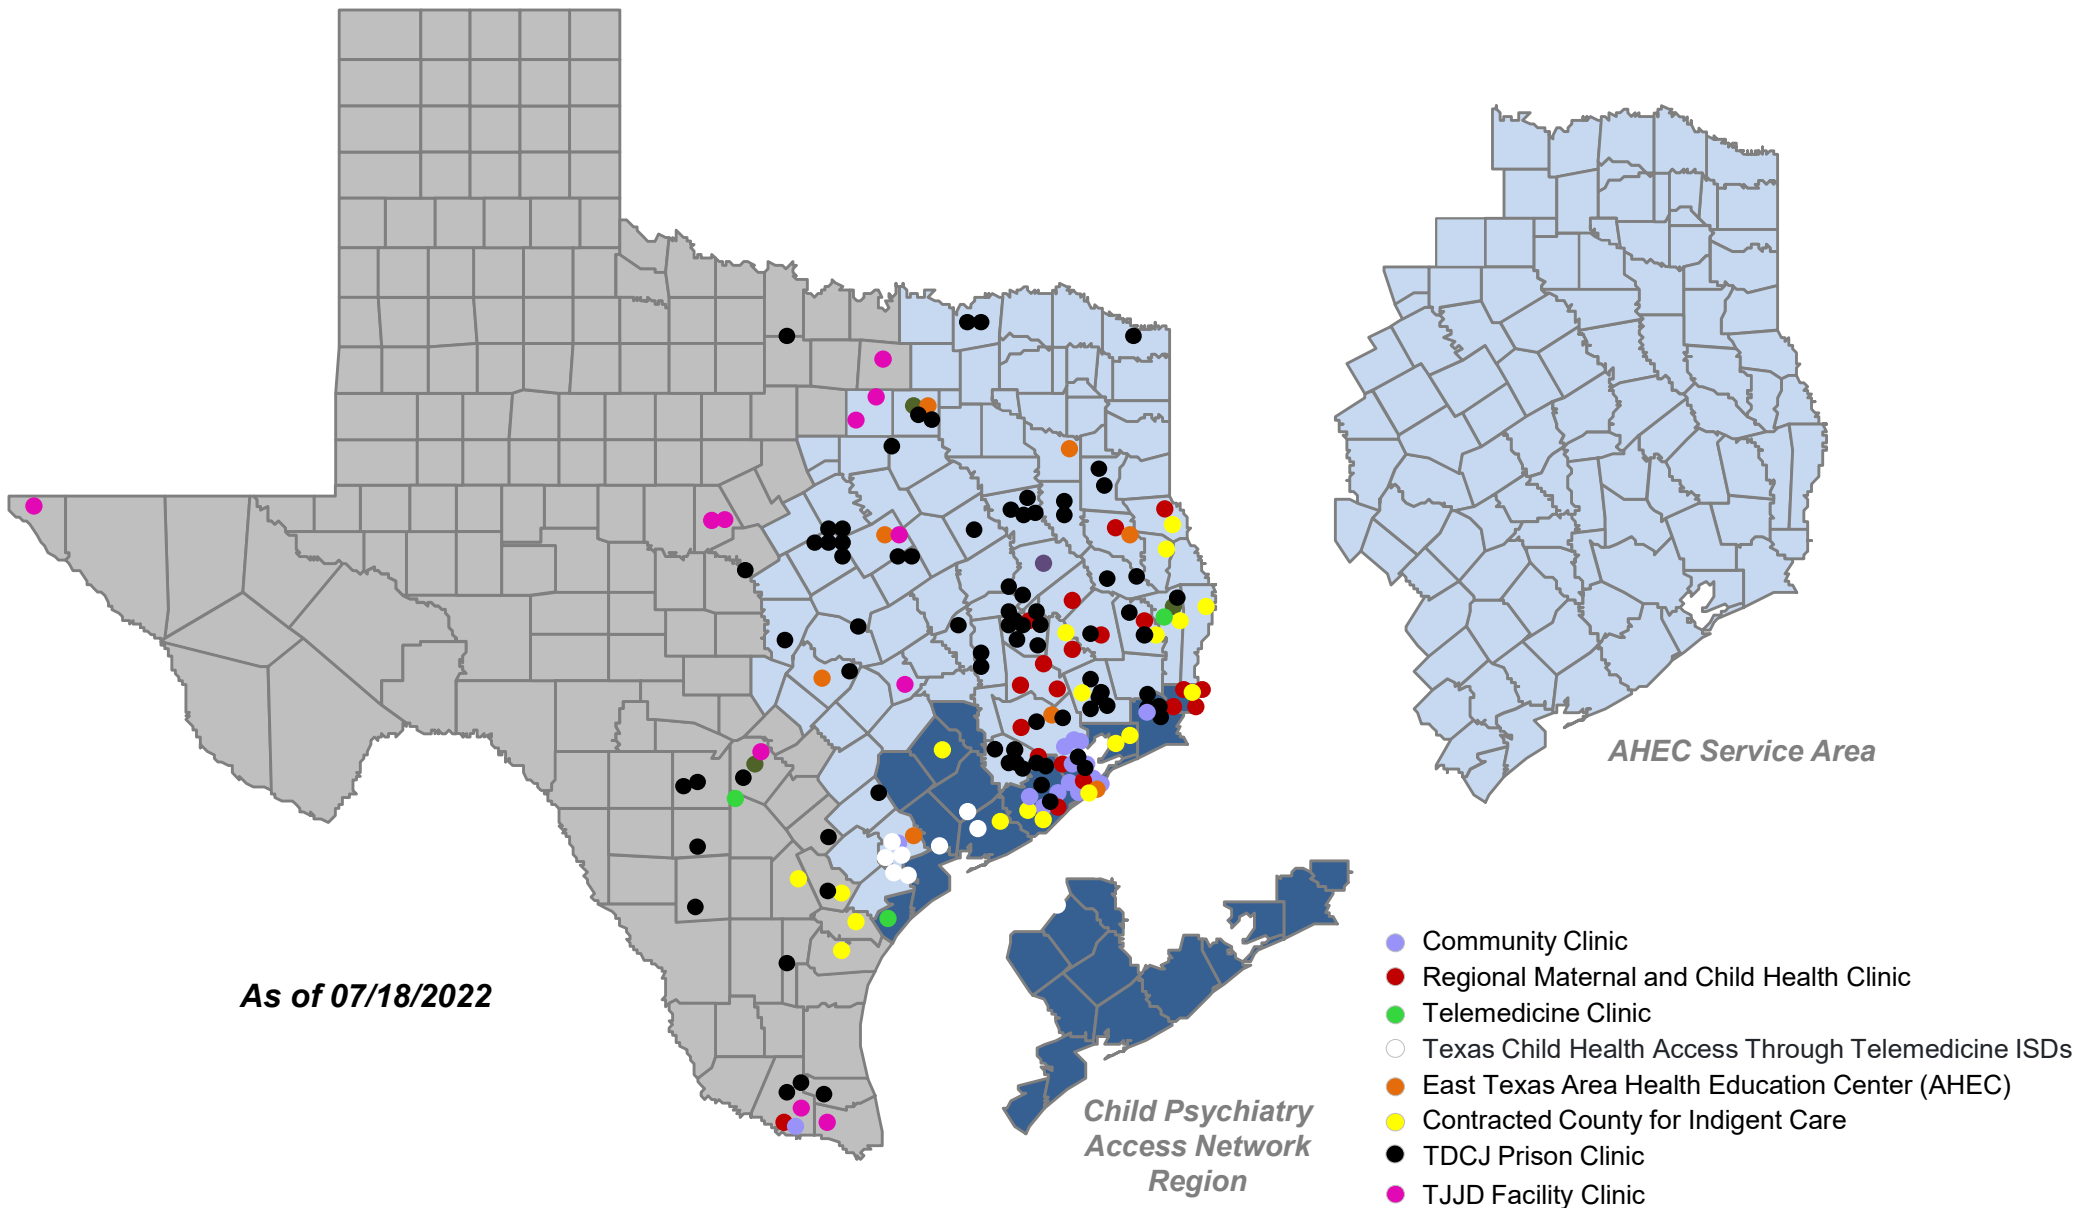 AHEC Service Area
As of 07/18/2022
Child Psychiatry
Access Network
Region
Community Clinic
Regional Maternal and Child Health Clinic
Telemedicine Clinic
Texas Child Health Access Through Telemedicine ISDs
East Texas Area Health Education Center (AHEC)
Contracted County for Indigent Care
TDCJ Prison Clinic
TJJD Facility Clinic